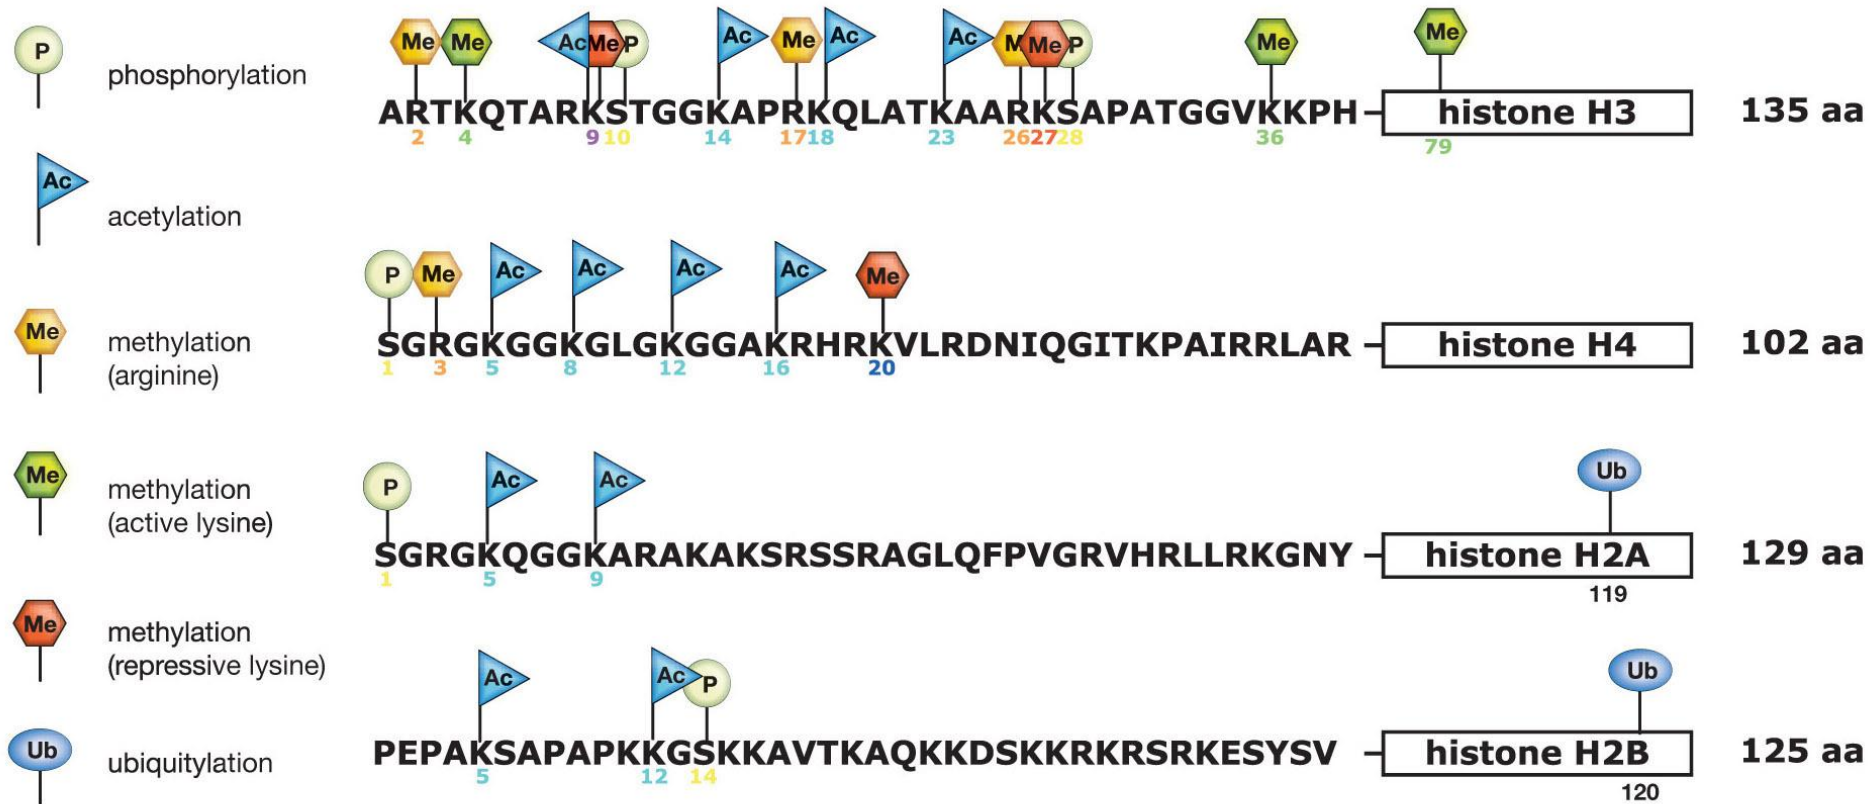 P
phosphorylation
Ac
acetylation
Me
methylation
(arginine)
Me
methylation
(active lysine)
Me
methylation
(repressive lysine)
Ub
ubiquitylation
Me Me Ac Me P Ac Me Ac Ac M Me P Me Me
ARTKQTARKSTGGKAPRKQLATKAARKSAPATGGVKKPH histone H3 135 aa
2 4 9 10 14 17 18 23 26 27 28 36 79
P Me Ac Ac Ac Ac Me
SGRGKGGKGLGKGGAKRHRKVLRDNIQGITKPAIRRLAR histone H4 102 aa
1 3 5 8 12 16 20
P Ac Ac Ub
SGRGKQGGKARAKAKSRSSRAGLQFPVGRVHRLLRKGNY histone H2A 129 aa
1 5 9 119
Ac Ac P Ub
PEPAKSAPAPKKGSKKAVTKAQKKDSKKRKRSRKESYSV histone H2B 125 aa
5 12 14 120